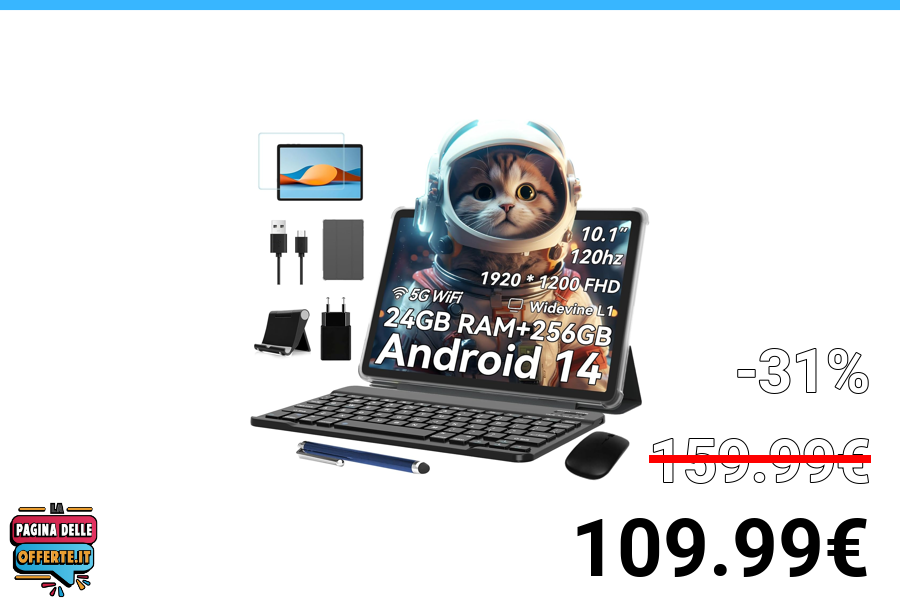 10.1"
120hz
1920 * 1200 FHD
5G WiFi
Widevine L1
24GB RAM+256GB
Android 14
-31%
159.99€
109.99€
LA
PAGINA DELLE
OFFERTE.IT